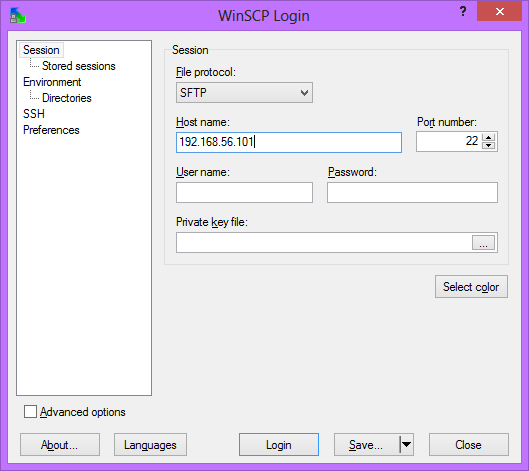 WinSCP Login
?
Session
Stored sessions
Environment
Directories
SSH
Preferences
Session
File protocol:
SFTP
Host name:
Port number:
192.168.56.101
22
User name:
Password:
Private key file:
...
Select color
Advanced options
About...
Languages
Login
Save...
Close